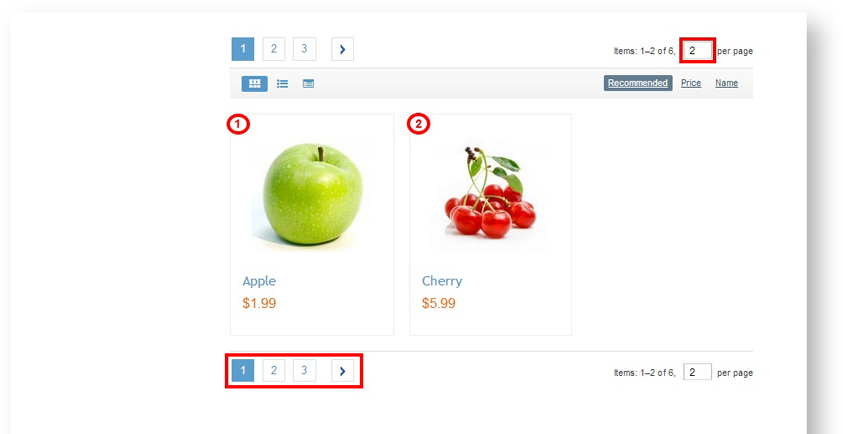 1 2 3 Items: 1–2 of 6, 2 per page
Recommended Price Name
1 2
Apple Cherry
$1.99 $5.99
1 2 3 Items: 1–2 of 6, 2 per page